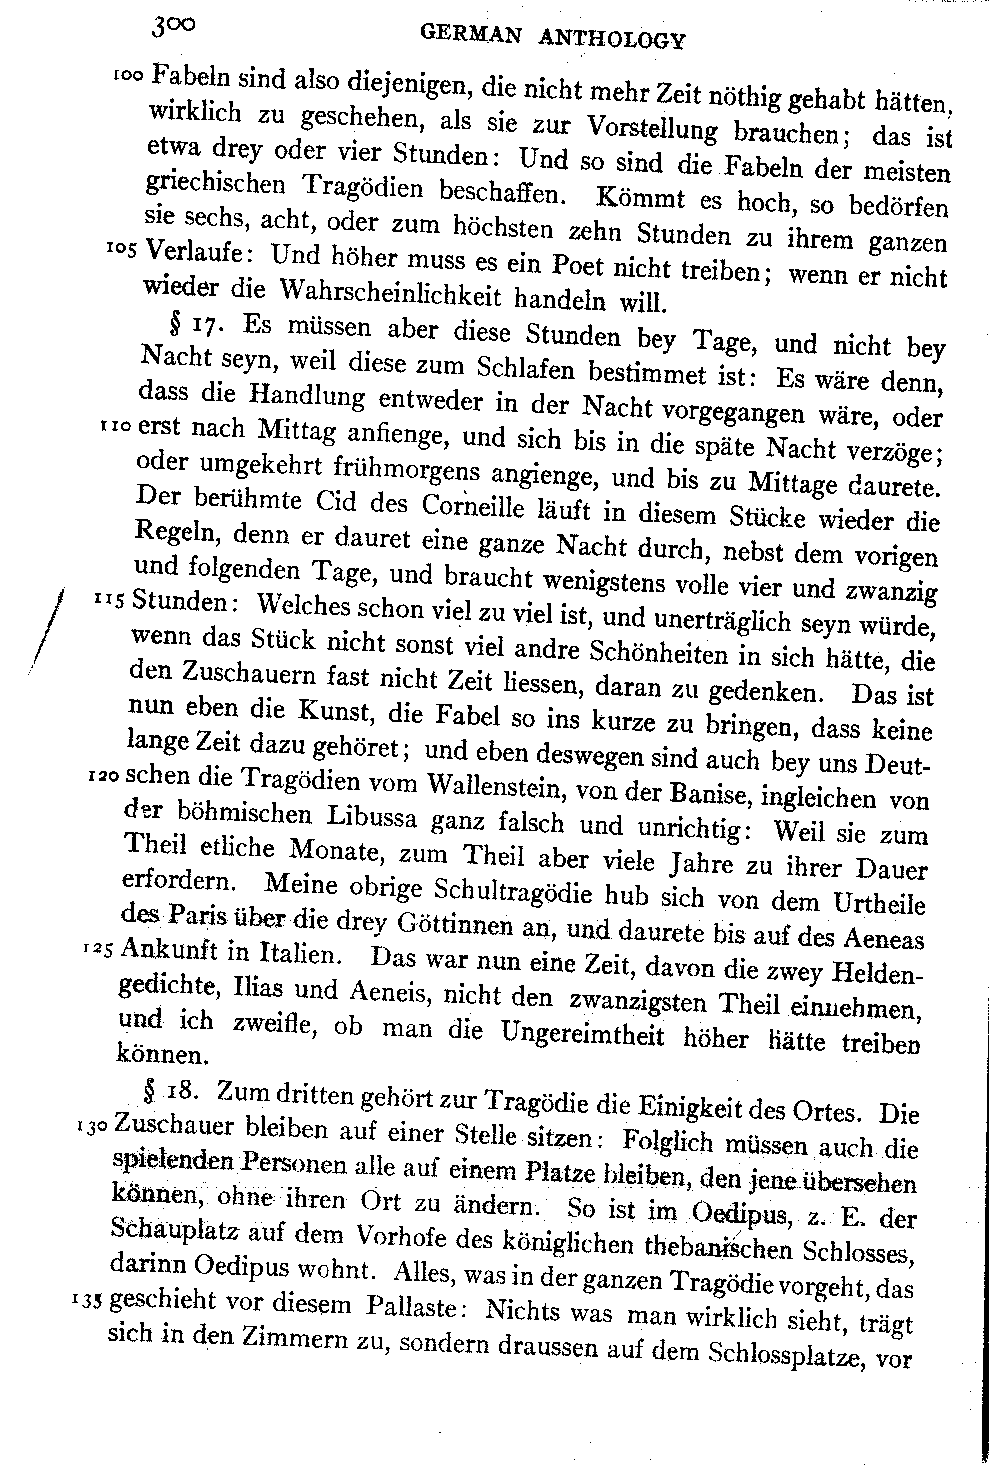 300
GERMAN ANTHOLOGY
100 Fabeln sind also diejenigen, die nicht mehr Zeit nöthig gehabt hätten,
wirklich zu geschehen, als sie zur Vorstellung brauchen; das ist
etwa drey oder vier Stunden: Und so sind die Fabeln der meisten
griechischen Tragödien beschaffen. Kömmt es hoch, so bedörfen
sie sechs, acht, oder zum höchsten zehn Stunden zu ihrem ganzen
105 Verlaufe: Und höher muss es ein Poet nicht treiben; wenn er nicht
wieder die Wahrscheinlichkeit handeln will.
§ 17. Es müssen aber diese Stunden bey Tage, und nicht bey
Nacht seyn, weil diese zum Schlafen bestimmet ist: Es wäre denn,
dass die Handlung entweder in der Nacht vorgegangen wäre, oder
110 erst nach Mittag anfienge, und sich bis in die späte Nacht verzöge;
oder umgekehrt frühmorgens angienge, und bis zu Mittage daurete.
Der berühmte Cid des Corneille läuft in diesem Stücke wieder die
Regeln, denn er dauret eine ganze Nacht durch, nebst dem vorigen
und folgenden Tage, und braucht wenigstens volle vier und zwanzig
115 Stunden: Welches schon viel zu viel ist, und unerträglich seyn würde,
wenn das Stück nicht sonst viel andre Schönheiten in sich hätte, die
den Zuschauern fast nicht Zeit liessen, daran zu gedenken. Das ist
nun eben die Kunst, die Fabel so ins kurze zu bringen, dass keine
lange Zeit dazu gehöret; und eben deswegen sind auch bey uns Deut-
120 schen die Tragödien vom Wallenstein, von der Banise, ingleichen von
der böhmischen Libussa ganz falsch und unrichtig: Weil sie zum
Theil etliche Monate, zum Theil aber viele Jahre zu ihrer Dauer
erfordern. Meine obrige Schultragödie hub sich von dem Urtheile
des Paris über die drey Göttinnen an, und daurete bis auf des Aeneas
125 Ankunft in Italien. Das war nun eine Zeit, davon die zwey Helden-
gedichte, Ilias und Aeneis, nicht den zwanzigsten Theil einnehmen,
und ich zweifle, ob man die Ungereimtheit höher hätte treiben
können.
§ 18. Zum dritten gehört zur Tragödie die Einigkeit des Ortes. Die
130 Zuschauer bleiben auf einer Stelle sitzen: Folglich müssen auch die
spielenden Personen alle auf einem Platze bleiben, den jene übersehen
können, ohne ihren Ort zu ändern. So ist im Oedipus, z. E. der
Schauplatz auf dem Vorhofe des königlichen thebanischen Schlosses,
darinn Oedipus wohnt. Alles, was in der ganzen Tragödie vorgeht, das
135 geschieht vor diesem Pallaste: Nichts was man wirklich sieht, trägt
sich in den Zimmern zu, sondern draussen auf dem Schlossplatze, vor